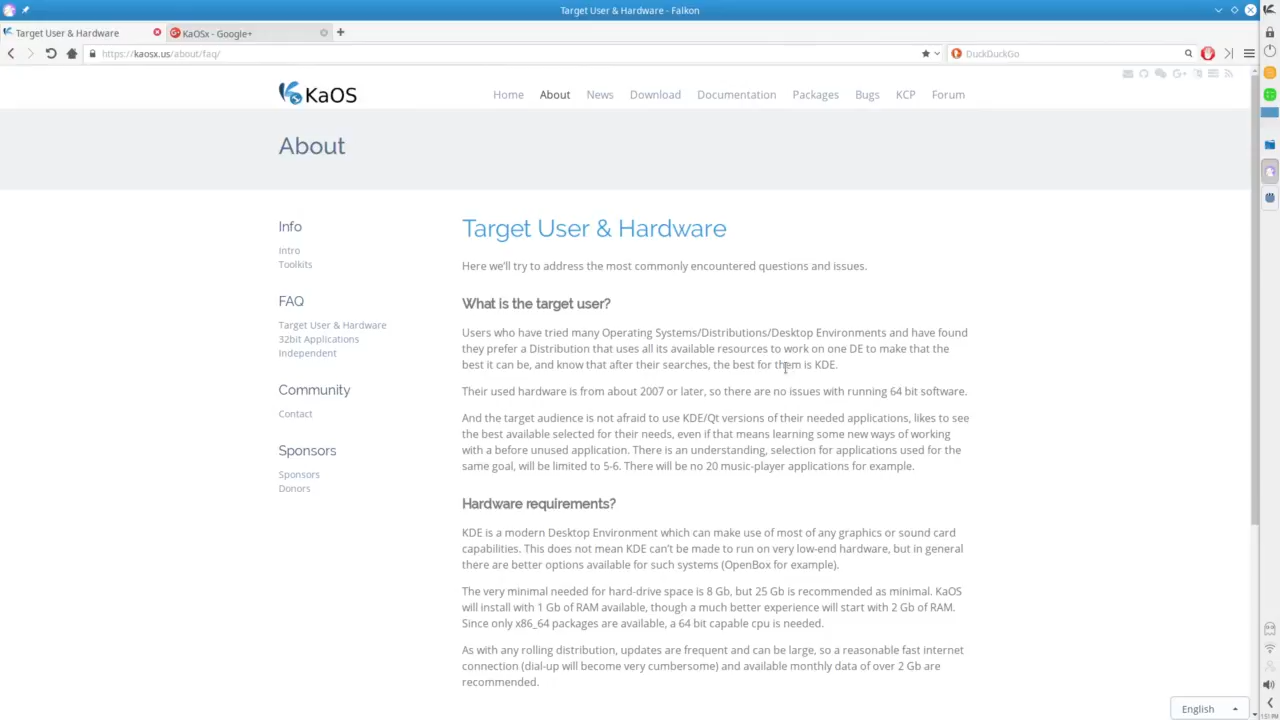 Target User & Hardware - Falkon
Target User & Hardware
KaOSx - Google+
https://kaosx.us/about/faq/
DuckDuckGo
KaOS
Home
About
News
Download
Documentation
Packages
Bugs
KCP
Forum
About
Info
Intro
Toolkits
FAQ
Target User & Hardware
32bit Applications
Independent
Community
Contact
Sponsors
Sponsors
Donors
Target User & Hardware
Here we'll try to address the most commonly encountered questions and issues.
What is the target user?
Users who have tried many Operating Systems/Distributions/Desktop Environments and have found
they prefer a Distribution that uses all its available resources to work on one DE to make that the
best it can be, and know that after their searches, the best for them is KDE.
Their used hardware is from about 2007 or later, so there are no issues with running 64 bit software.
And the target audience is not afraid to use KDE/Qt versions of their needed applications, likes to see
the best available selected for their needs, even if that means learning some new ways of working
with a before unused application. There is an understanding, selection for applications used for the
same goal, will be limited to 5-6. There will be no 20 music-player applications for example.
Hardware requirements?
KDE is a modern Desktop Environment which can make use of most of any graphics or sound card
capabilities. This does not mean KDE can't be made to run on very low-end hardware, but in general
there are better options available for such systems (OpenBox for example).
The very minimal needed for hard-drive space is 8 Gb, but 25 Gb is recommended as minimal. KaOS
will install with 1 Gb of RAM available, though a much better experience will start with 2 Gb of RAM.
Since only x86_64 packages are available, a 64 bit capable cpu is needed.
As with any rolling distribution, updates are frequent and can be large, so a reasonable fast internet
connection (dial-up will become very cumbersome) and available monthly data of over 2 Gb are
recommended.
English